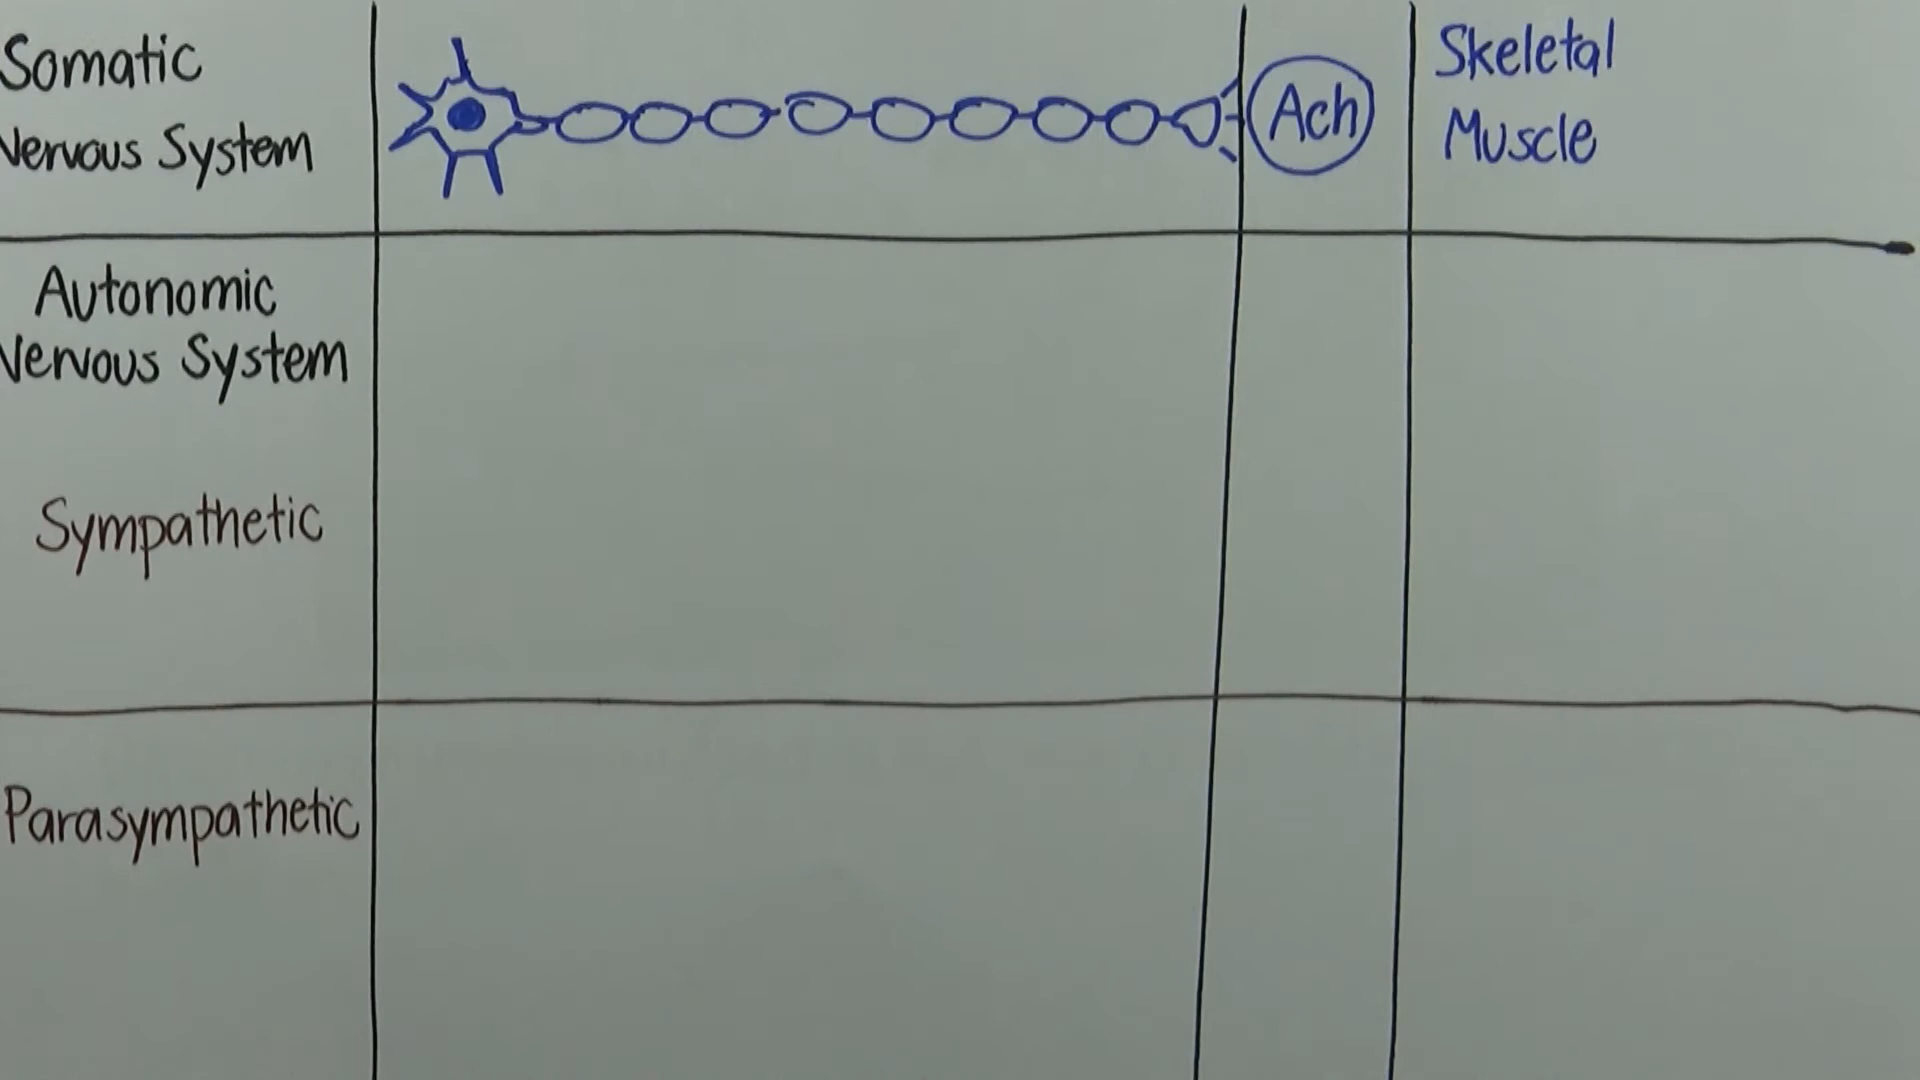 Somatic
Nervous System
Ach
Skeletal
Muscle
Autonomic
Nervous System
Sympathetic
Parasympathetic